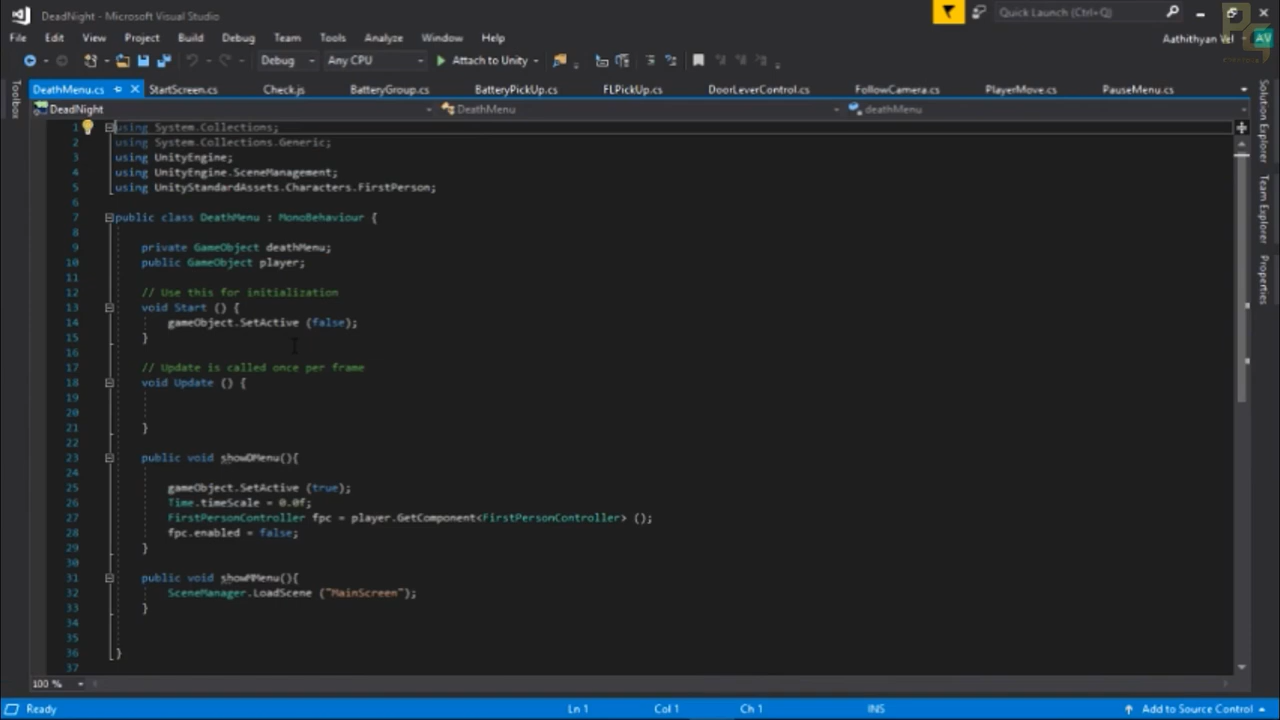 DeadNight - Microsoft Visual Studio
Quick Launch (Ctrl+Q)
File Edit View Project Build Debug Team Tools Analyze Window Help
Aathithyan Vel AV
Debug Any CPU Attach to Unity
DeathMenu.cs StartScreen.cs Check.js BatteryGroup.cs BatteryPickUp.cs FLPickUp.cs DoorLeverControl.cs FollowCamera.cs PlayerMove.cs PauseMenu.cs
DeadNight DeathMenu deathMenu
Toolbox
Solution Explorer
Team Explorer
Properties
1 using System.Collections;
2 using System.Collections.Generic;
3 using UnityEngine;
4 using UnityEngine.SceneManagement;
5 using UnityStandardAssets.Characters.FirstPerson;
6
7 public class DeathMenu : MonoBehaviour {
8
9 private GameObject deathMenu;
10 public GameObject player;
11
12 // Use this for initialization
13 void Start () {
14 gameObject.SetActive (false);
15 }
16
17 // Update is called once per frame
18 void Update () {
19
20
21 }
22
23 public void showDMenu(){
24
25 gameObject.SetActive (true);
26 Time.timeScale = 0.0f;
27 FirstPersonController fpc = player.GetComponent<FirstPersonController> ();
28 fpc.enabled = false;
29 }
30
31 public void showMMenu(){
32 SceneManager.LoadScene ("MainScreen");
33 }
34
35
36 }
37
100 %
Ready Ln 1 Col 1 Ch 1 INS Add to Source Control